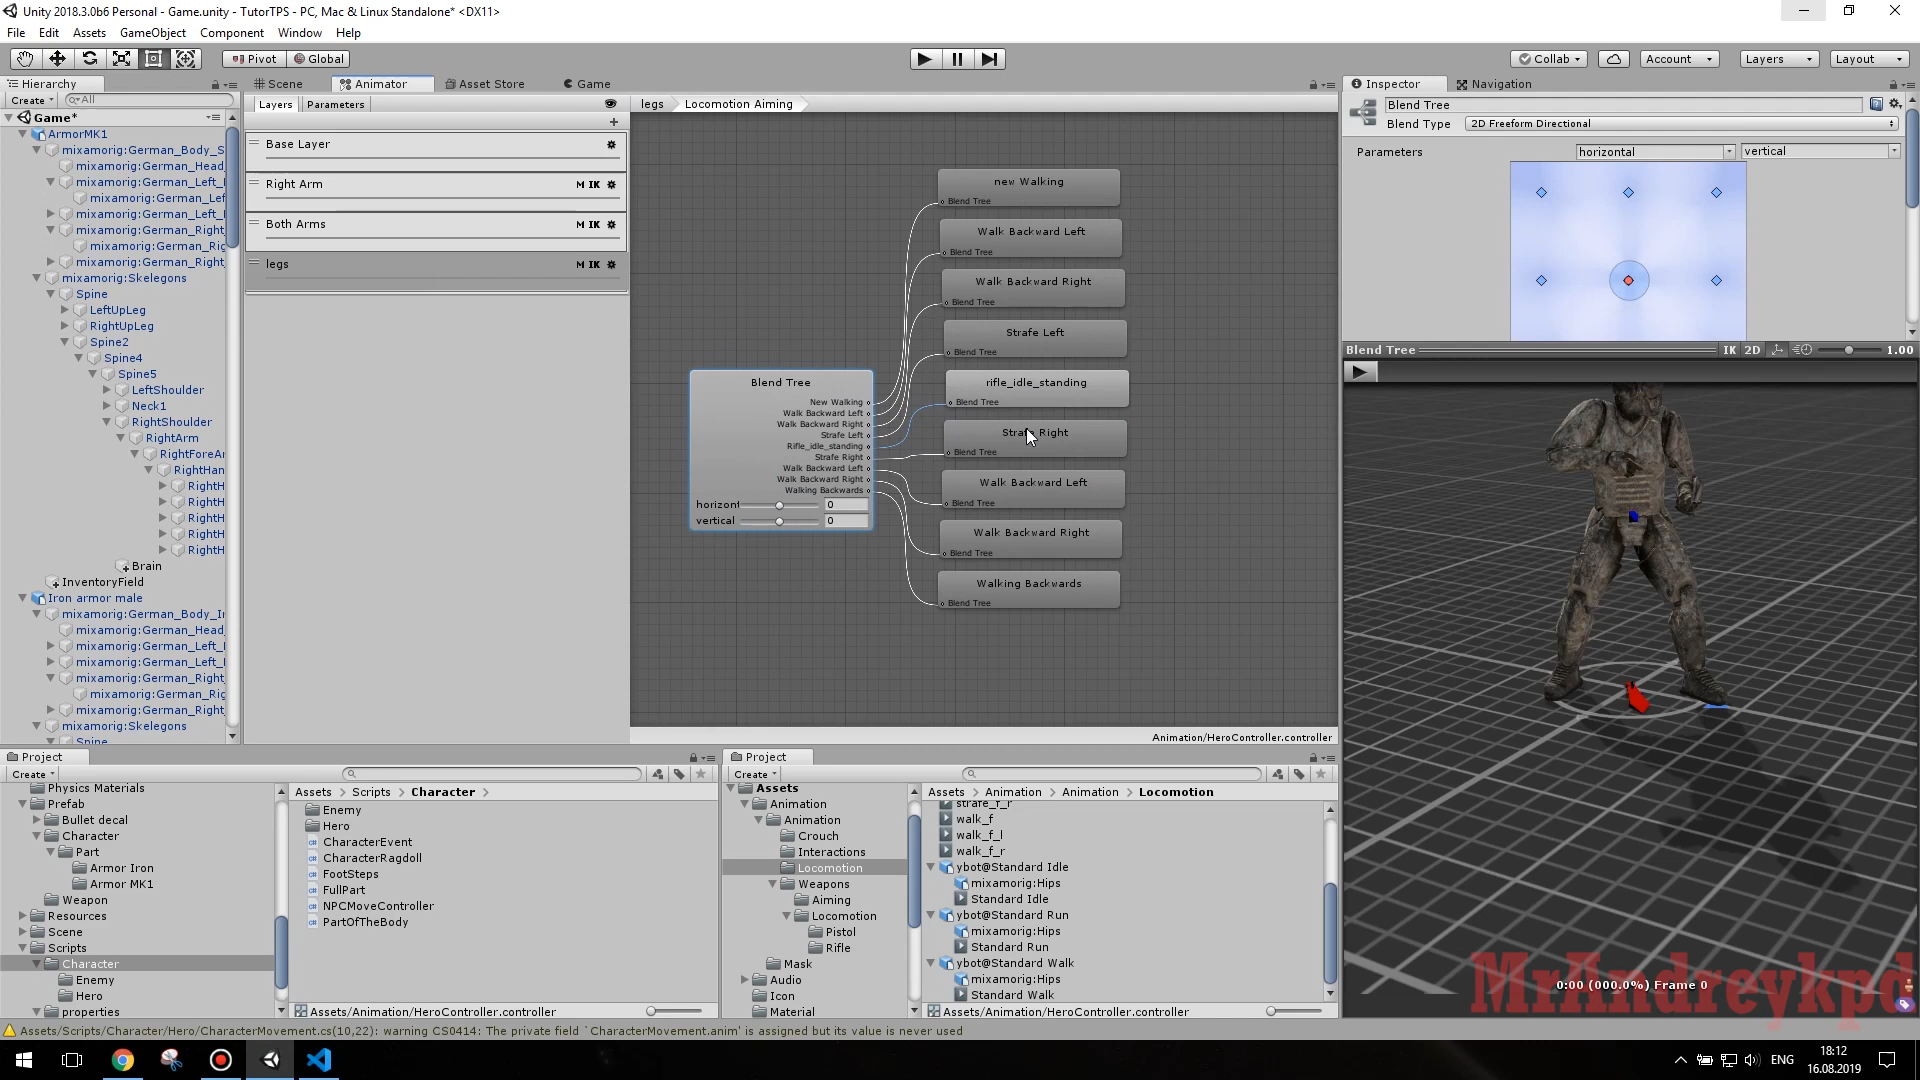 Unity 2018.3.0b6 Personal - Game.unity - TutorTPS - PC, Mac & Linux Standalone* <DX11>
File Edit Assets GameObject Component Window Help
Pivot Global Collab Account Layers Layout
Hierarchy Scene Animator Asset Store Game Inspector Navigation
Create All Layers Parameters legs Locomotion Aiming Blend Tree
Blend Type 2D Freeform Directional
Parameters horizontal vertical
Game*
ArmorMK1
mixamorig:German_Body_S
mixamorig:German_Head_
mixamorig:German_Left_
mixamorig:German_Lef
mixamorig:German_Left_
mixamorig:German_Right_
mixamorig:German_Rig
mixamorig:German_Right_
mixamorig:Skelegons
Spine
LeftUpLeg
RightUpLeg
Spine2
Spine4
Spine5
LeftShoulder
Neck1
RightShoulder
RightArm
RightForeAr
RightHan
RightH
RightH
RightH
RightH
RightH
Brain
InventoryField
Iron armor male
mixamorig:German_Body_Ir
mixamorig:German_Head_
mixamorig:German_Left_
mixamorig:German_Left_
mixamorig:German_Right_
mixamorig:German_Rig
mixamorig:German_Right_
mixamorig:Skelegons
Spine
Base Layer
Right Arm M IK
Both Arms M IK
legs M IK
Blend Tree
New Walking
Walk Backward Left
Walk Backward Right
Strafe Left
Rifle_idle_standing
Strafe Right
Walk Backward Left
Walk Backward Right
Walking Backwards
horizont 0
vertical 0
new Walking
Blend Tree
Walk Backward Left
Blend Tree
Walk Backward Right
Blend Tree
Strafe Left
Blend Tree
rifle_idle_standing
Blend Tree
Strafe Right
Blend Tree
Walk Backward Left
Blend Tree
Walk Backward Right
Blend Tree
Walking Backwards
Blend Tree
Animation/HeroController.controller
Blend Tree IK 2D 1.00
0:00 (000.0%) Frame 0
MrAndreykpd
Project
Create
Physics Materials
Prefab
Bullet decal
Character
Part
Armor Iron
Armor MK1
Weapon
Resources
Scene
Scripts
Character
Enemy
Hero
properties
Assets > Scripts > Character >
Enemy
Hero
CharacterEvent
CharacterRagdoll
FootSteps
FullPart
NPCMoveController
PartOfTheBody
Assets/Animation/HeroController.controller
Project
Create
Assets
Animation
Animation
Crouch
Interactions
Locomotion
Weapons
Aiming
Locomotion
Pistol
Rifle
Mask
Audio
Icon
Material
Assets > Animation > Animation > Locomotion
strafe_f_r
walk_f
walk_f_l
walk_f_r
ybot@Standard Idle
mixamorig:Hips
Standard Idle
ybot@Standard Run
mixamorig:Hips
Standard Run
ybot@Standard Walk
mixamorig:Hips
Standard Walk
Assets/Animation/HeroController.controller
Assets/Scripts/Character/Hero/CharacterMovement.cs(10,22): warning CS0414: The private field `CharacterMovement.anim' is assigned but its value is never used
ENG 18:12
16.08.2019